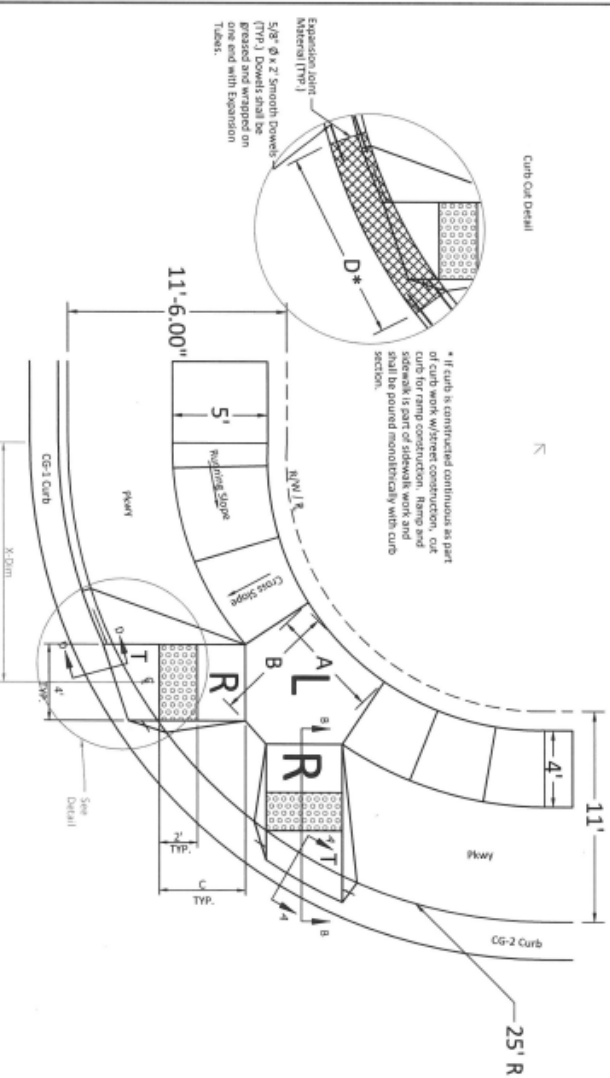 Curb Cut Detail
Expansion Joint
Material (TYP.)
5/8" Ø x 2' Smooth Dowels
(TYP.) Dowels shall be
greased and wrapped on
one end with Expansion
Tubes.
D*
* If curb is constructed continuous as part
of curb work w/street construction, cut
curb for ramp construction. Ramp and
sidewalk is part of sidewalk work and
shall be poured monolithically with curb
section.
11'-6.00"
5'
R/W
Running Slope
Cross Slope
Pkwy
CG-1 Curb
X-Dim
A
B
L
R
R
T
T
D
D
4'
TYP.
See
Detail
2'
TYP.
C
TYP.
B
B
A
A
4'
11'
Pkwy
CG-2 Curb
25' R